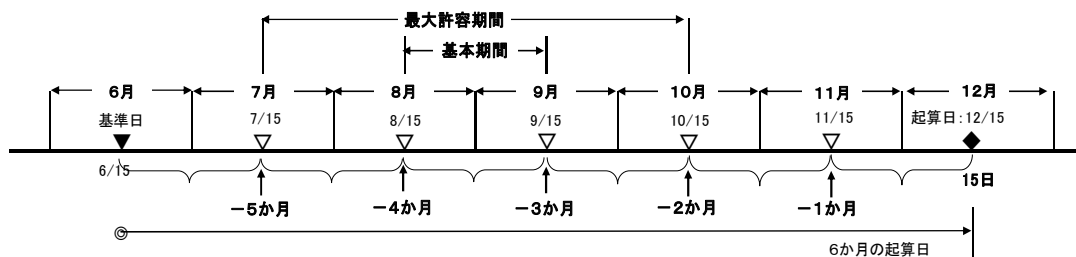 最大許容期間
基本期間
6月 7月 8月 9月 10月 11月 12月
基準日 7/15 8/15 9/15 10/15 11/15 起算日:12/15
6/15 15日
－5か月 －4か月 －3か月 －2か月 －1か月
6か月の起算日